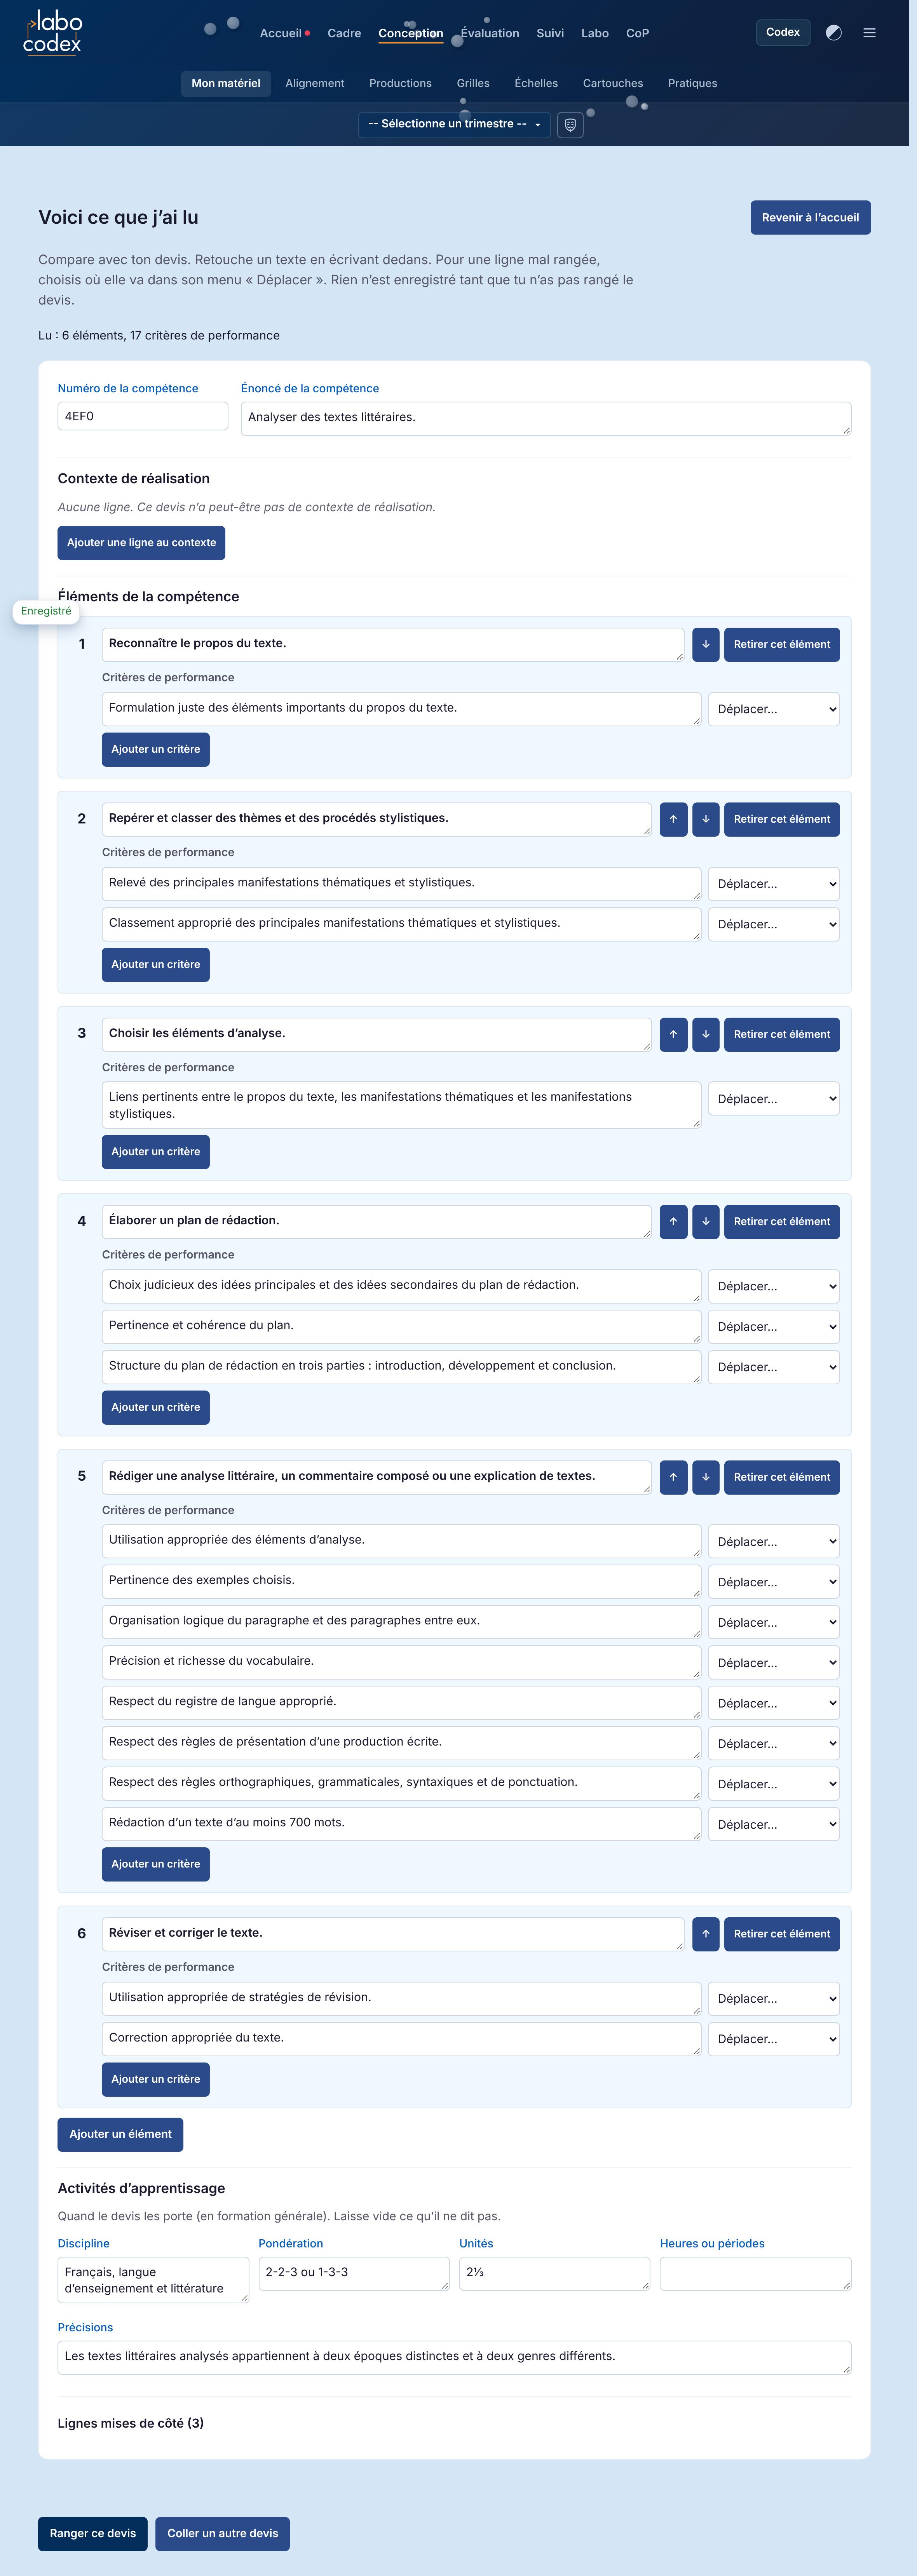 labo
codex
Accueil
Cadre
Conception
Évaluation
Suivi
Labo
CoP
Codex
Mon matériel
Alignement
Productions
Grilles
Échelles
Cartouches
Pratiques
-- Sélectionne un trimestre --
Voici ce que j’ai lu
Revenir à l’accueil
Compare avec ton devis. Retouche un texte en écrivant dedans. Pour une ligne mal rangée,
choisis où elle va dans son menu « Déplacer ». Rien n’est enregistré tant que tu n’as pas rangé le
devis.
Lu : 6 éléments, 17 critères de performance
Numéro de la compétence
Énoncé de la compétence
4EF0
Analyser des textes littéraires.
Contexte de réalisation
Aucune ligne. Ce devis n’a peut-être pas de contexte de réalisation.
Ajouter une ligne au contexte
Éléments de la compétence
Enregistré
1
Reconnaître le propos du texte.
↓
Retirer cet élément
Critères de performance
Formulation juste des éléments importants du propos du texte.
Déplacer…
Ajouter un critère
2
Repérer et classer des thèmes et des procédés stylistiques.
↑
↓
Retirer cet élément
Critères de performance
Relevé des principales manifestations thématiques et stylistiques.
Déplacer…
Classement approprié des principales manifestations thématiques et stylistiques.
Déplacer…
Ajouter un critère
3
Choisir les éléments d’analyse.
↑
↓
Retirer cet élément
Critères de performance
Liens pertinents entre le propos du texte, les manifestations thématiques et les manifestations
stylistiques.
Déplacer…
Ajouter un critère
4
Élaborer un plan de rédaction.
↑
↓
Retirer cet élément
Critères de performance
Choix judicieux des idées principales et des idées secondaires du plan de rédaction.
Déplacer…
Pertinence et cohérence du plan.
Déplacer…
Structure du plan de rédaction en trois parties : introduction, développement et conclusion.
Déplacer…
Ajouter un critère
5
Rédiger une analyse littéraire, un commentaire composé ou une explication de textes.
↑
↓
Retirer cet élément
Critères de performance
Utilisation appropriée des éléments d’analyse.
Déplacer…
Pertinence des exemples choisis.
Déplacer…
Organisation logique du paragraphe et des paragraphes entre eux.
Déplacer…
Précision et richesse du vocabulaire.
Déplacer…
Respect du registre de langue approprié.
Déplacer…
Respect des règles de présentation d’une production écrite.
Déplacer…
Respect des règles orthographiques, grammaticales, syntaxiques et de ponctuation.
Déplacer…
Rédaction d’un texte d’au moins 700 mots.
Déplacer…
Ajouter un critère
6
Réviser et corriger le texte.
↑
Retirer cet élément
Critères de performance
Utilisation appropriée de stratégies de révision.
Déplacer…
Correction appropriée du texte.
Déplacer…
Ajouter un critère
Ajouter un élément
Activités d’apprentissage
Quand le devis les porte (en formation générale). Laisse vide ce qu’il ne dit pas.
Discipline
Pondération
Unités
Heures ou périodes
Français, langue
d’enseignement et littérature
2-2-3 ou 1-3-3
2⅓
Précisions
Les textes littéraires analysés appartiennent à deux époques distinctes et à deux genres différents.
Lignes mises de côté (3)
Ranger ce devis
Coller un autre devis